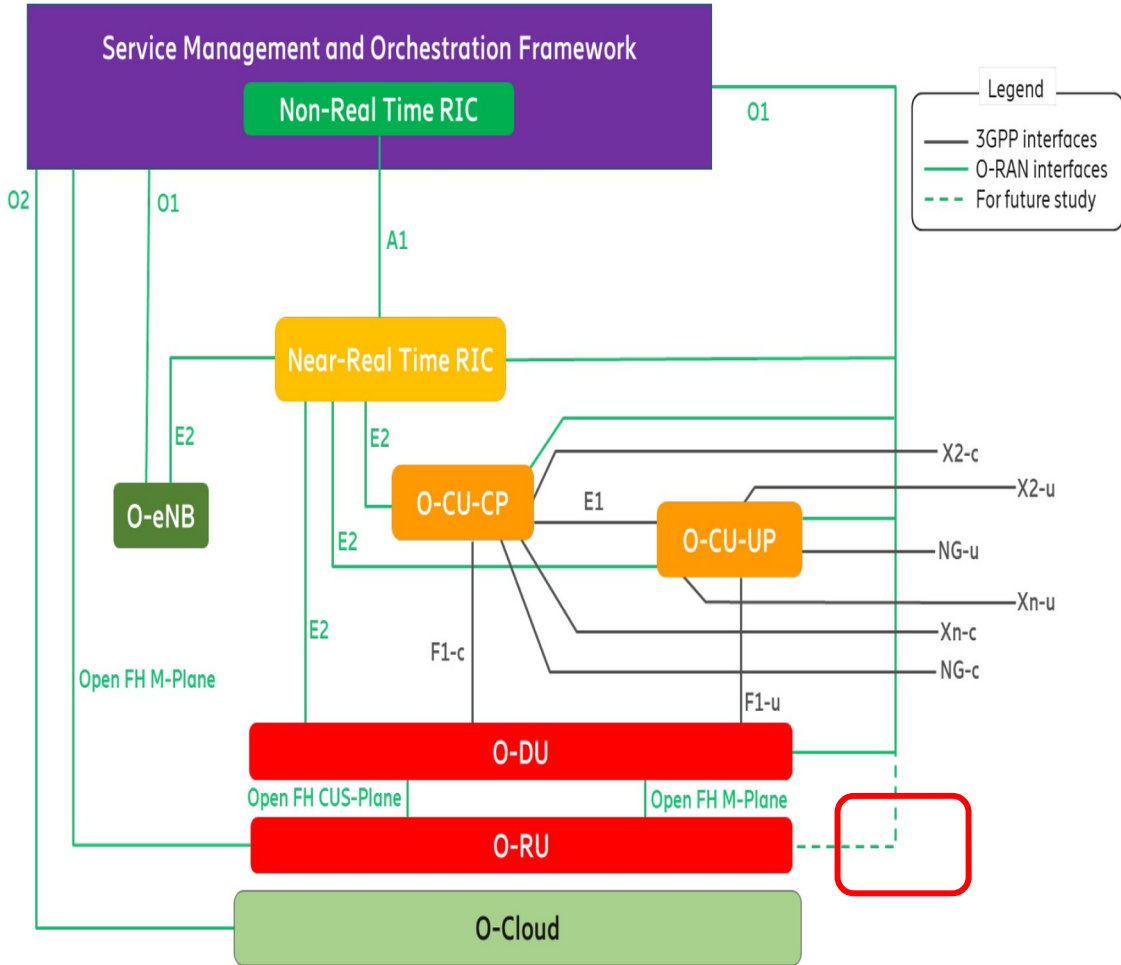 Service Management and Orchestration Framework
Non-Real Time RIC
O1
Legend
3GPP interfaces
O-RAN interfaces
For future study
O2
O1
A1
Near-Real Time RIC
E2
E2
O-CU-CP
E1
X2-c
X2-u
O-eNB
O-CU-UP
E2
NG-u
Xn-u
E2
Xn-c
F1-c
NG-c
Open FH M-Plane
F1-u
O-DU
Open FH CUS-Plane
Open FH M-Plane
O-RU
O-Cloud